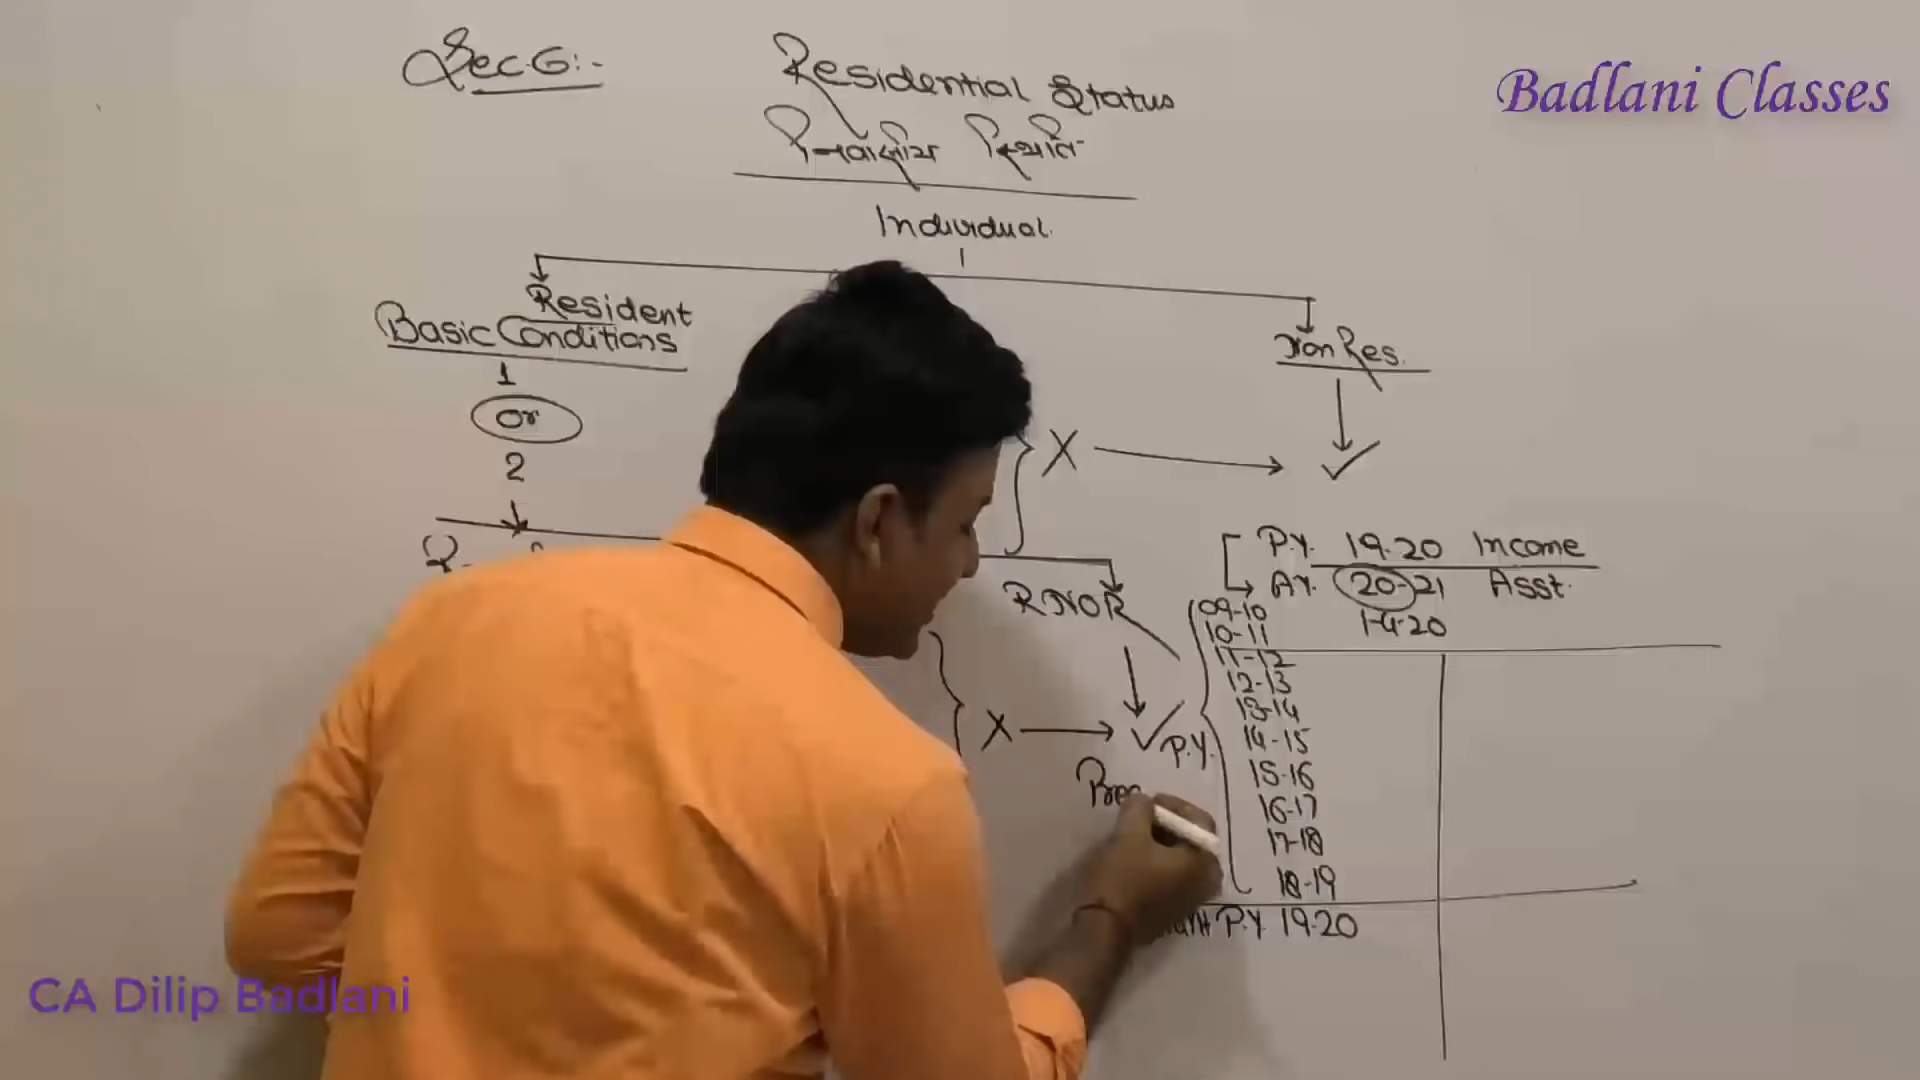 Sec. 6:-
Residential Status
निवासीय स्थिति
Badlani Classes
Individual.
Resident
Basic Conditions
1
or
2
Non Res.
X
RNOR
X
P.Y. 19-20 Income
A.Y. 20-21 Asst.
1-4-20
09-10
10-11
11-12
12-13
13-14
14-15
15-16
16-17
17-18
18-19
P.Y.
Prec
P.Y. 19-20
CA Dilip Badlani